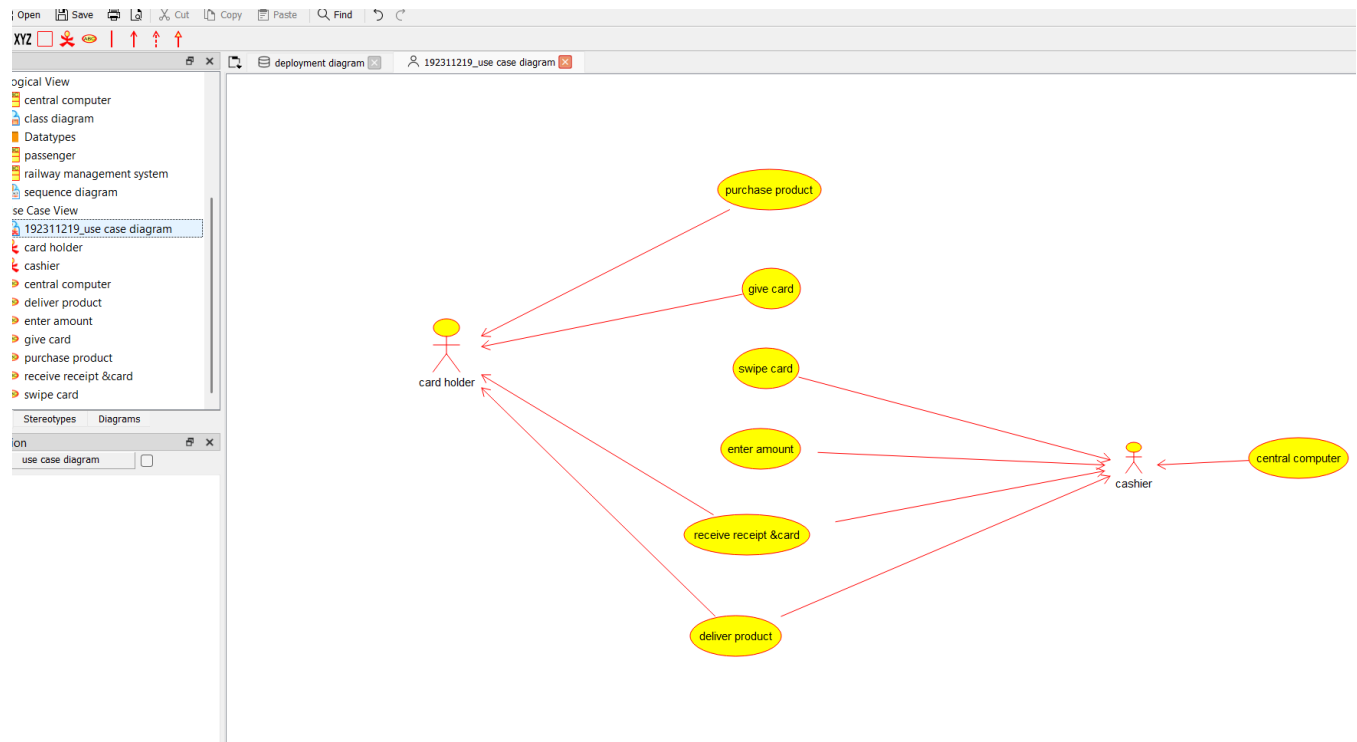 Open Save Cut Copy Paste Find
XYZ ABC
deployment diagram 192311219_use case diagram
ogical View
central computer
class diagram
Datatypes
passenger
railway management system
sequence diagram
se Case View
192311219_use case diagram
card holder
cashier
central computer
deliver product
enter amount
give card
purchase product
receive receipt &card
swipe card
Stereotypes Diagrams
ion
use case diagram
purchase product
give card
swipe card
card holder
enter amount
central computer
cashier
receive receipt &card
deliver product